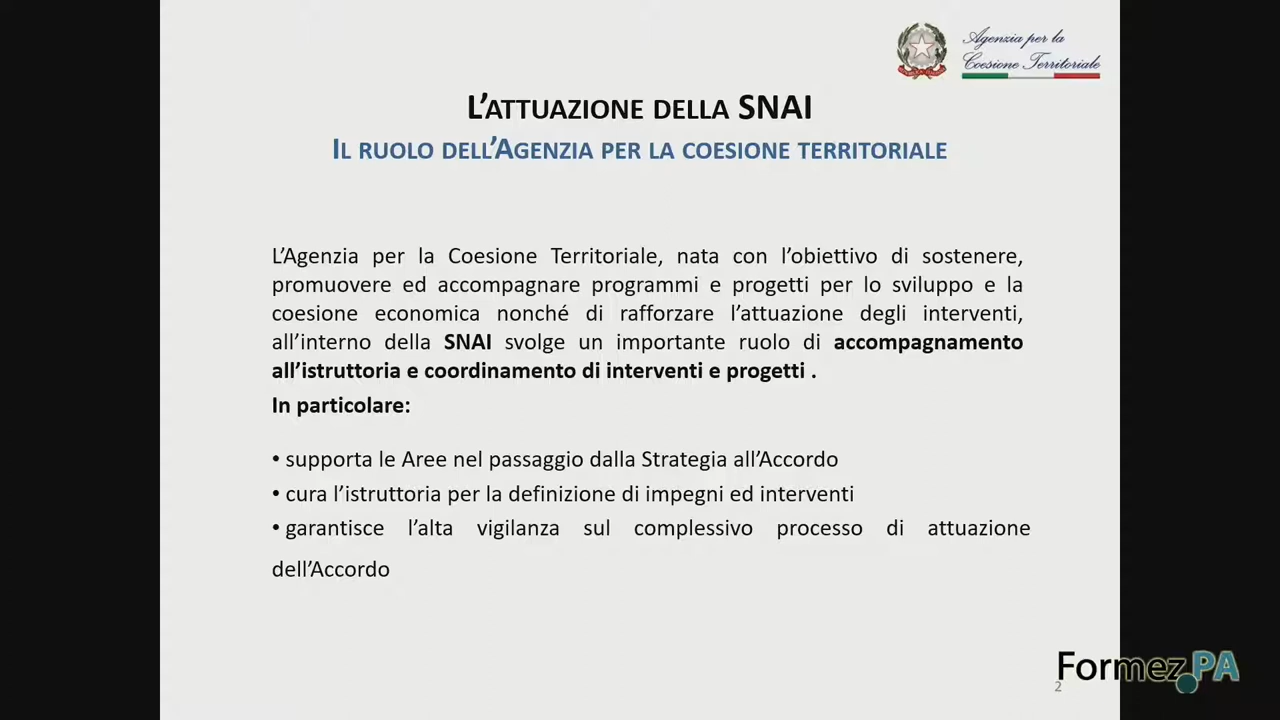 Agenzia per la
Coesione Territoriale
L'ATTUAZIONE DELLA SNAI
IL RUOLO DELL'AGENZIA PER LA COESIONE TERRITORIALE
L'Agenzia per la Coesione Territoriale, nata con l'obiettivo di sostenere,
promuovere ed accompagnare programmi e progetti per lo sviluppo e la
coesione economica nonché di rafforzare l'attuazione degli interventi,
all'interno della SNAI svolge un importante ruolo di accompagnamento
all'istruttoria e coordinamento di interventi e progetti .
In particolare:
• supporta le Aree nel passaggio dalla Strategia all'Accordo
• cura l'istruttoria per la definizione di impegni ed interventi
• garantisce l'alta vigilanza sul complessivo processo di attuazione
dell'Accordo
Formez.PA
2